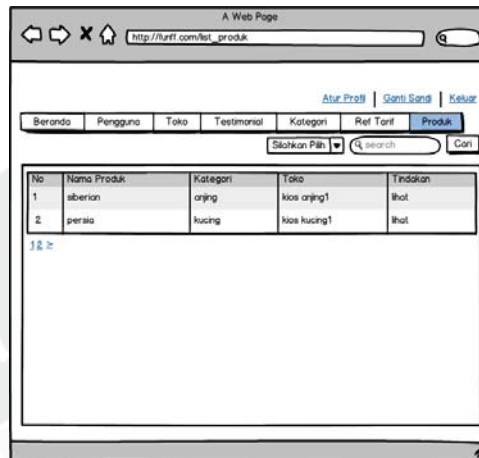 A Web Page
http://furff.com/list_produk
Atur Profil | Ganti Sandi | Keluar
Beranda Pengguna Toko Testimonial Kategori Ref Tarif Produk
Silahkan Pilih search Cari
No Nama Produk Kategori Toko Tindakan
1 siberian anjing kios anjing1 lihat
2 persia kucing kios kucing1 lihat
1 2 >